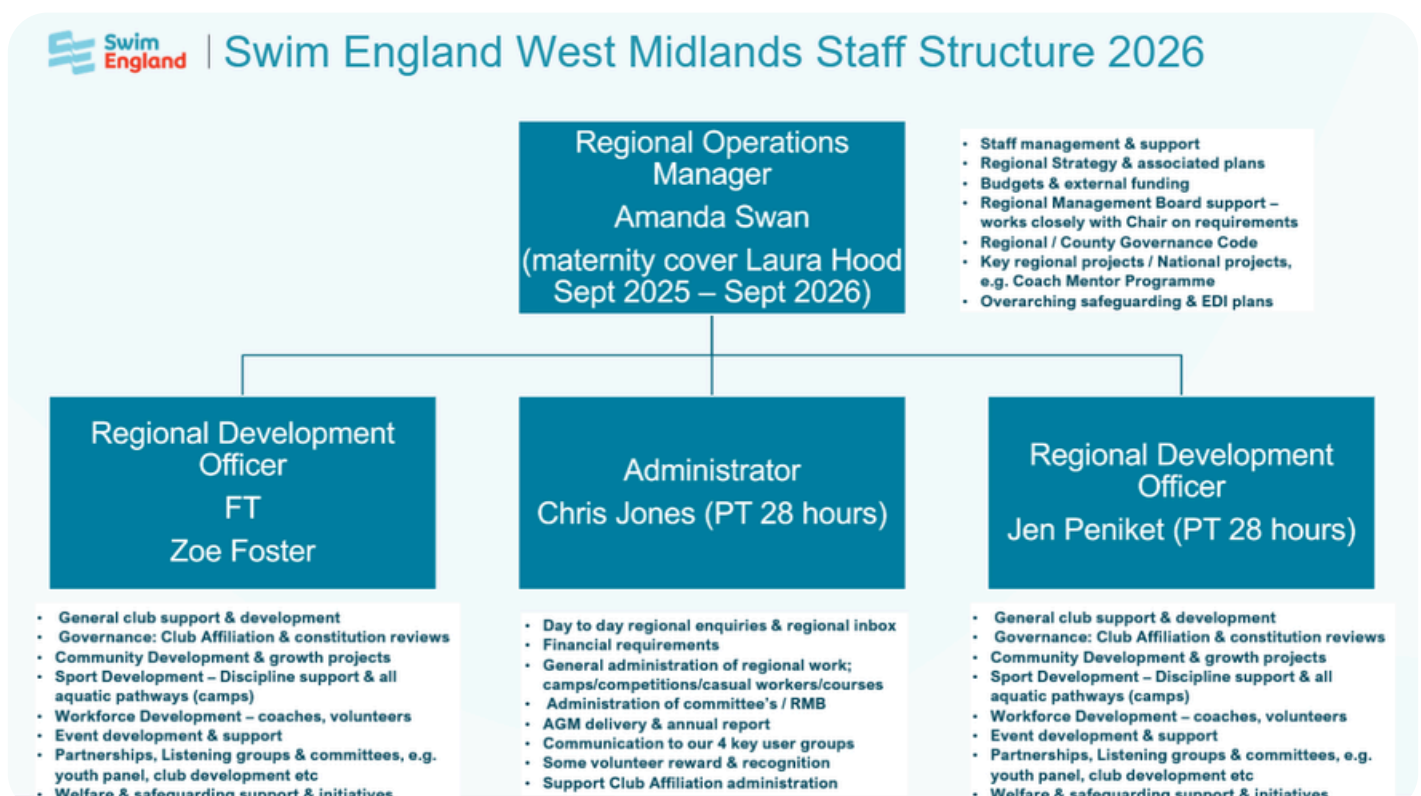 Swim
England
Swim England West Midlands Staff Structure 2026
Regional Operations
Manager
Amanda Swan
(maternity cover Laura Hood
Sept 2025 – Sept 2026)
• Staff management & support
• Regional Strategy & associated plans
• Budgets & external funding
• Regional Management Board support –
works closely with Chair on requirements
• Regional / County Governance Code
• Key regional projects / National projects,
e.g. Coach Mentor Programme
• Overarching safeguarding & EDI plans
Regional Development
Officer
FT
Zoe Foster
• General club support & development
• Governance: Club Affiliation & constitution reviews
• Community Development & growth projects
• Sport Development – Discipline support & all
aquatic pathways (camps)
• Workforce Development – coaches, volunteers
• Event development & support
• Partnerships, Listening groups & committees, e.g.
youth panel, club development etc
• Welfare & safeguarding support & initiatives
Administrator
Chris Jones (PT 28 hours)
• Day to day regional enquiries & regional inbox
• Financial requirements
• General administration of regional work;
camps/competitions/casual workers/courses
• Administration of committee's / RMB
• AGM delivery & annual report
• Communication to our 4 key user groups
• Some volunteer reward & recognition
• Support Club Affiliation administration
Regional Development
Officer
Jen Peniket (PT 28 hours)
• General club support & development
• Governance: Club Affiliation & constitution reviews
• Community Development & growth projects
• Sport Development – Discipline support & all
aquatic pathways (camps)
• Workforce Development – coaches, volunteers
• Event development & support
• Partnerships, Listening groups & committees, e.g.
youth panel, club development etc
• Welfare & safeguarding support & initiatives